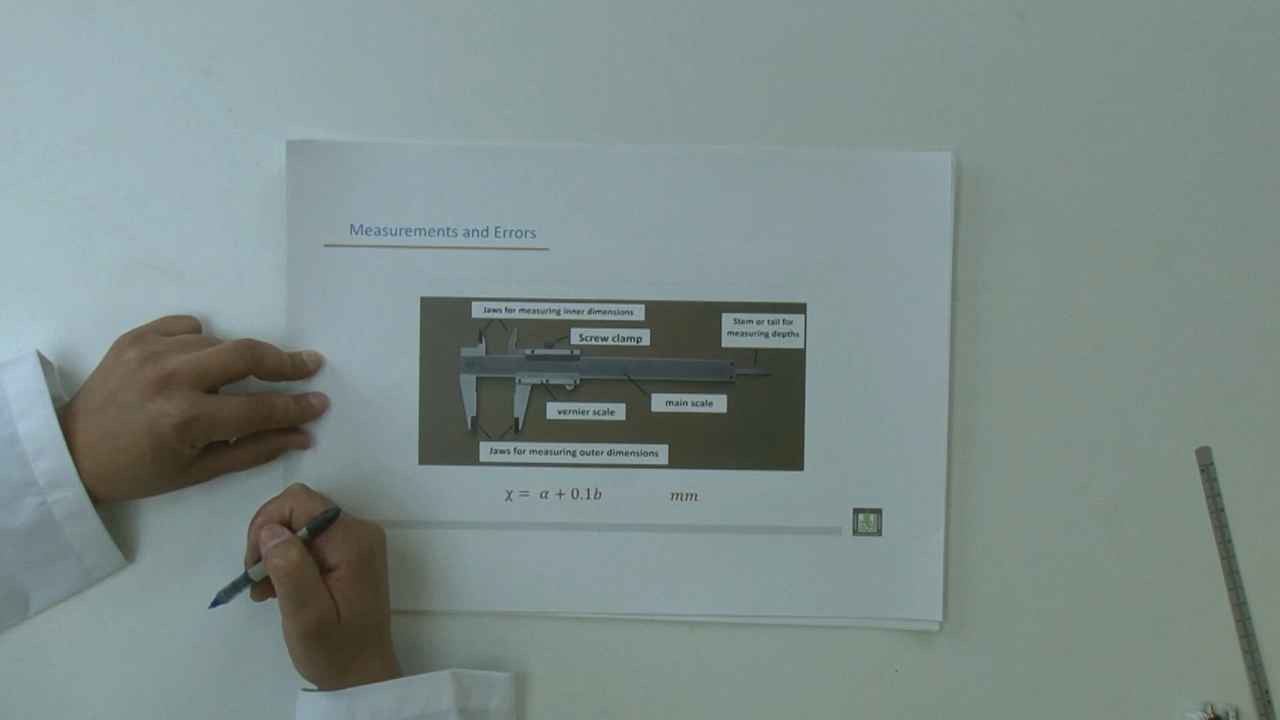 Measurements and Errors
Jaws for measuring inner dimensions
Stem or tail for
measuring depths
Screw clamp
main scale
vernier scale
Jaws for measuring outer dimensions
χ = α + 0.1b mm